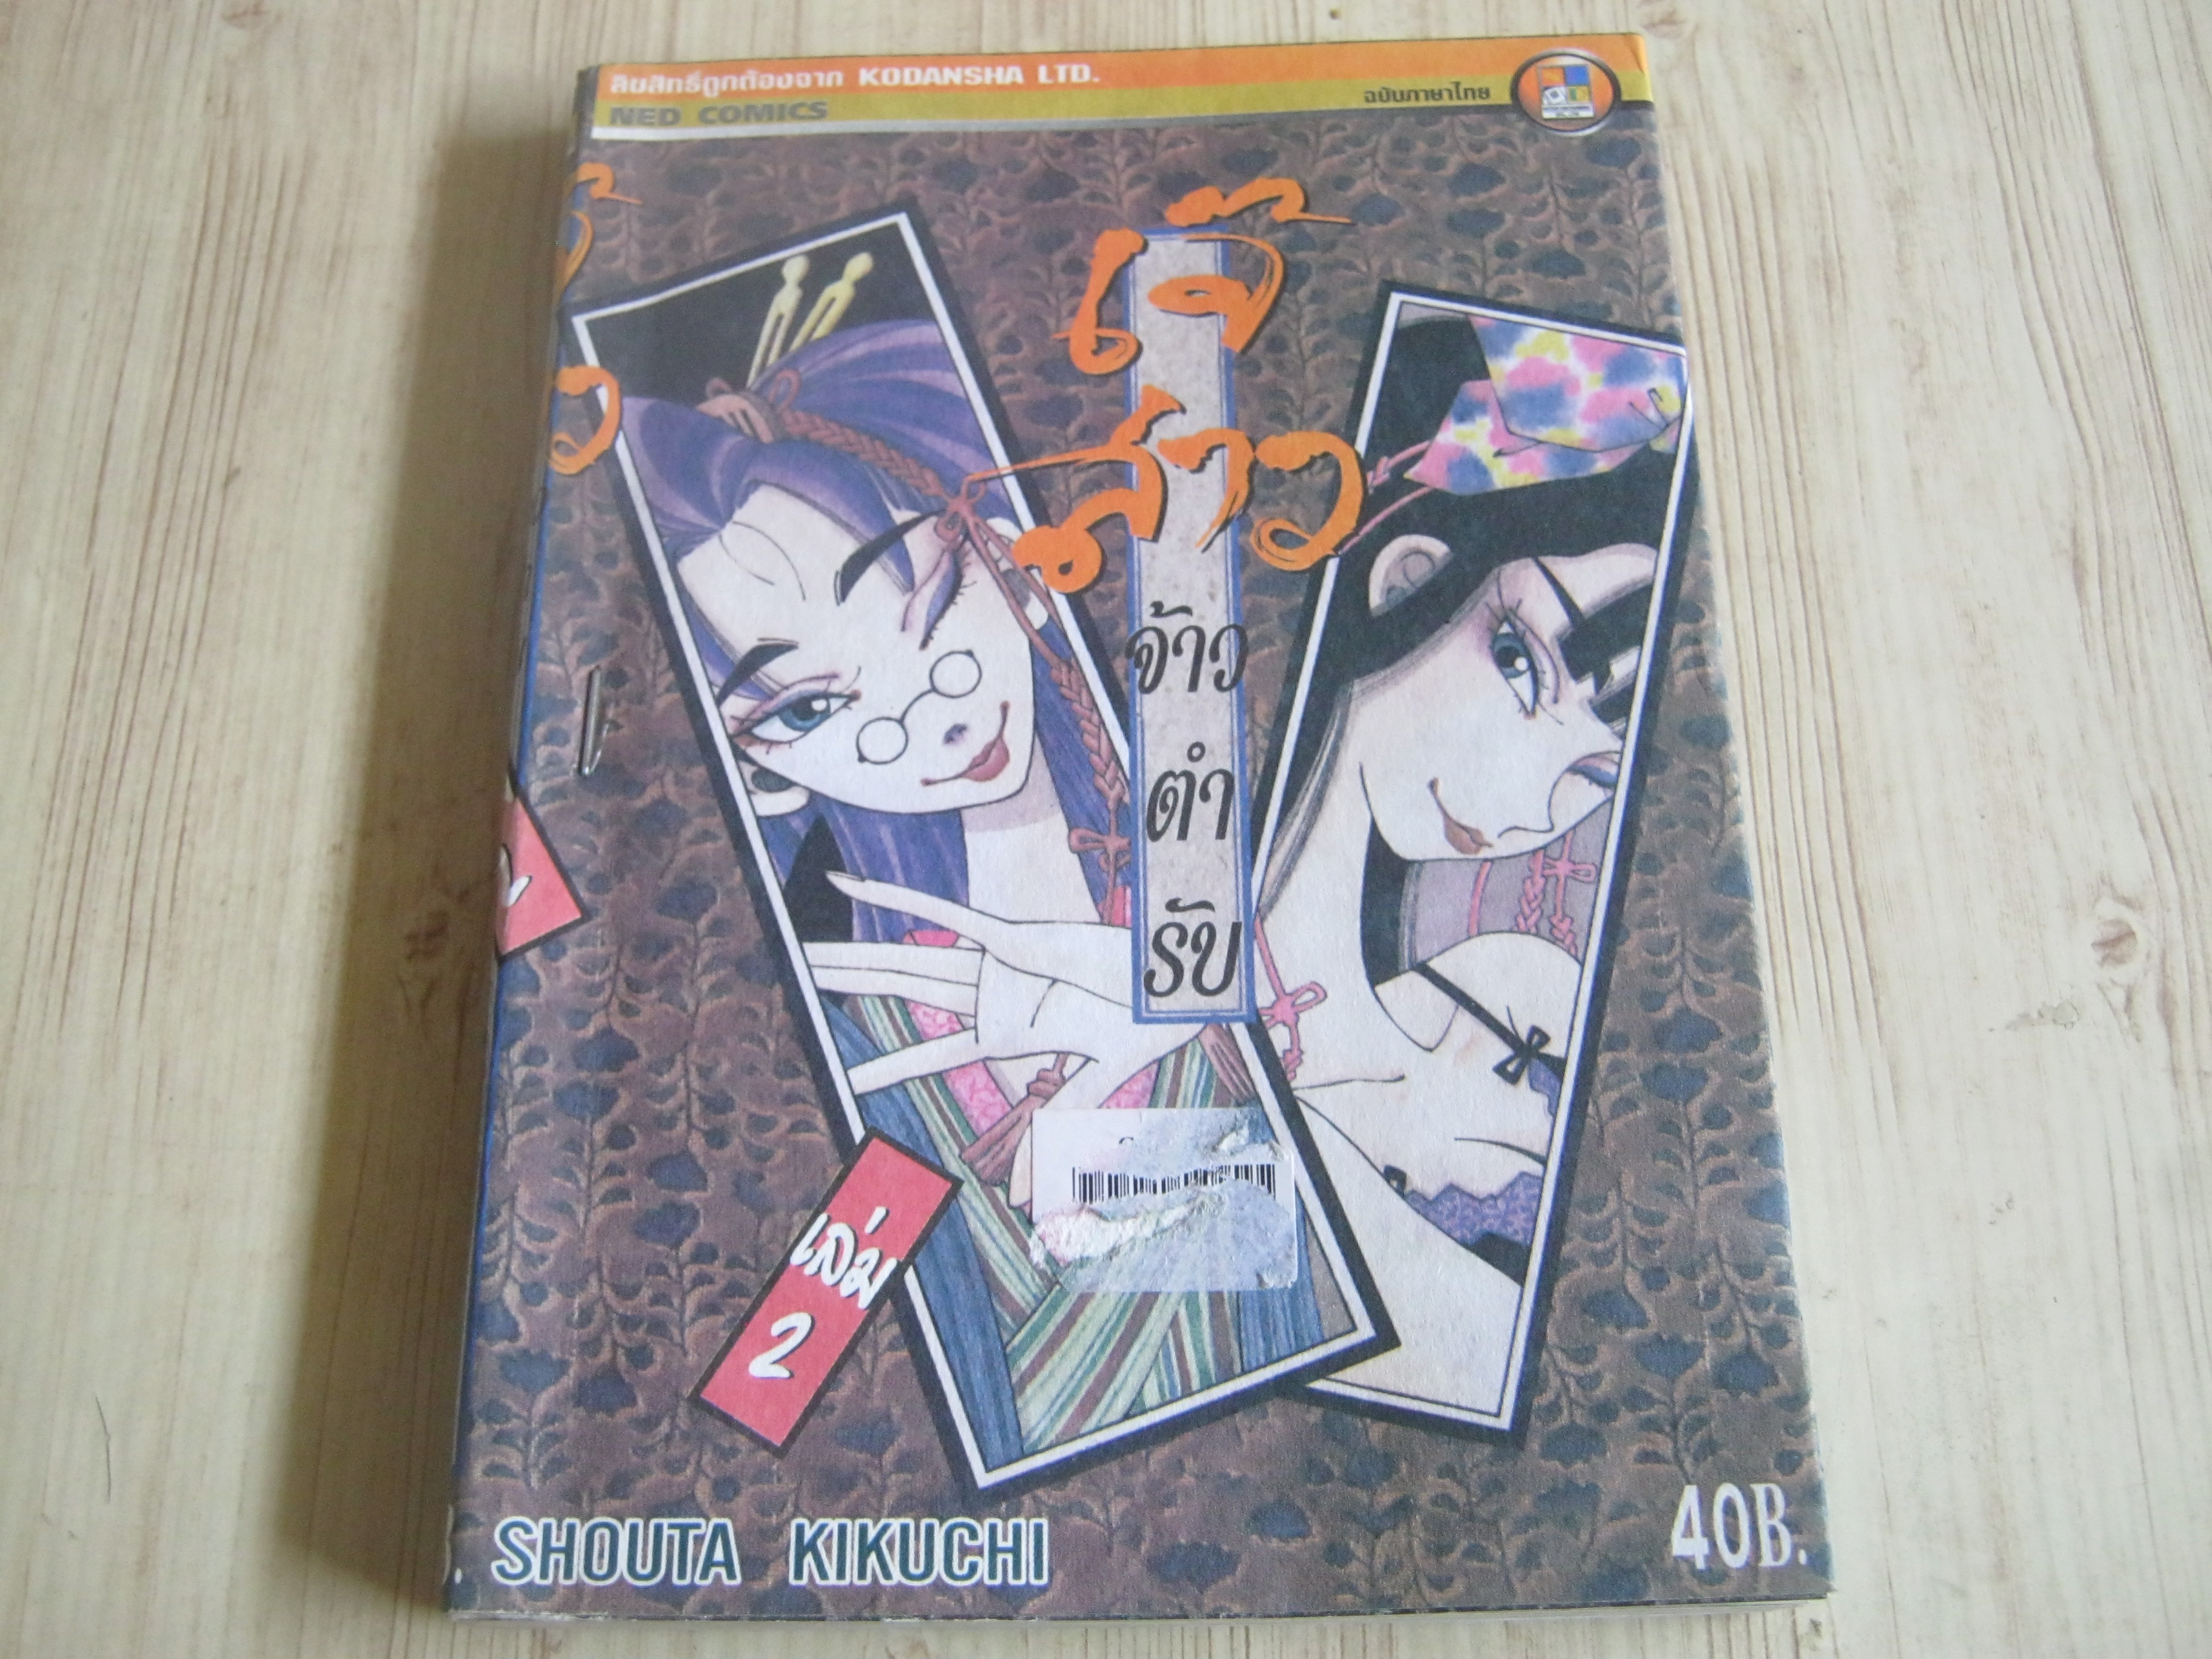 ลิขสิทธิ์ถูกต้องจาก KODANSHA LTD.
NED COMICS
ฉบับภาษาไทย
เจ๊
สาว
จ้าว
ตำ
รับ
เล่ม
2
SHOUTA KIKUCHI
40B.